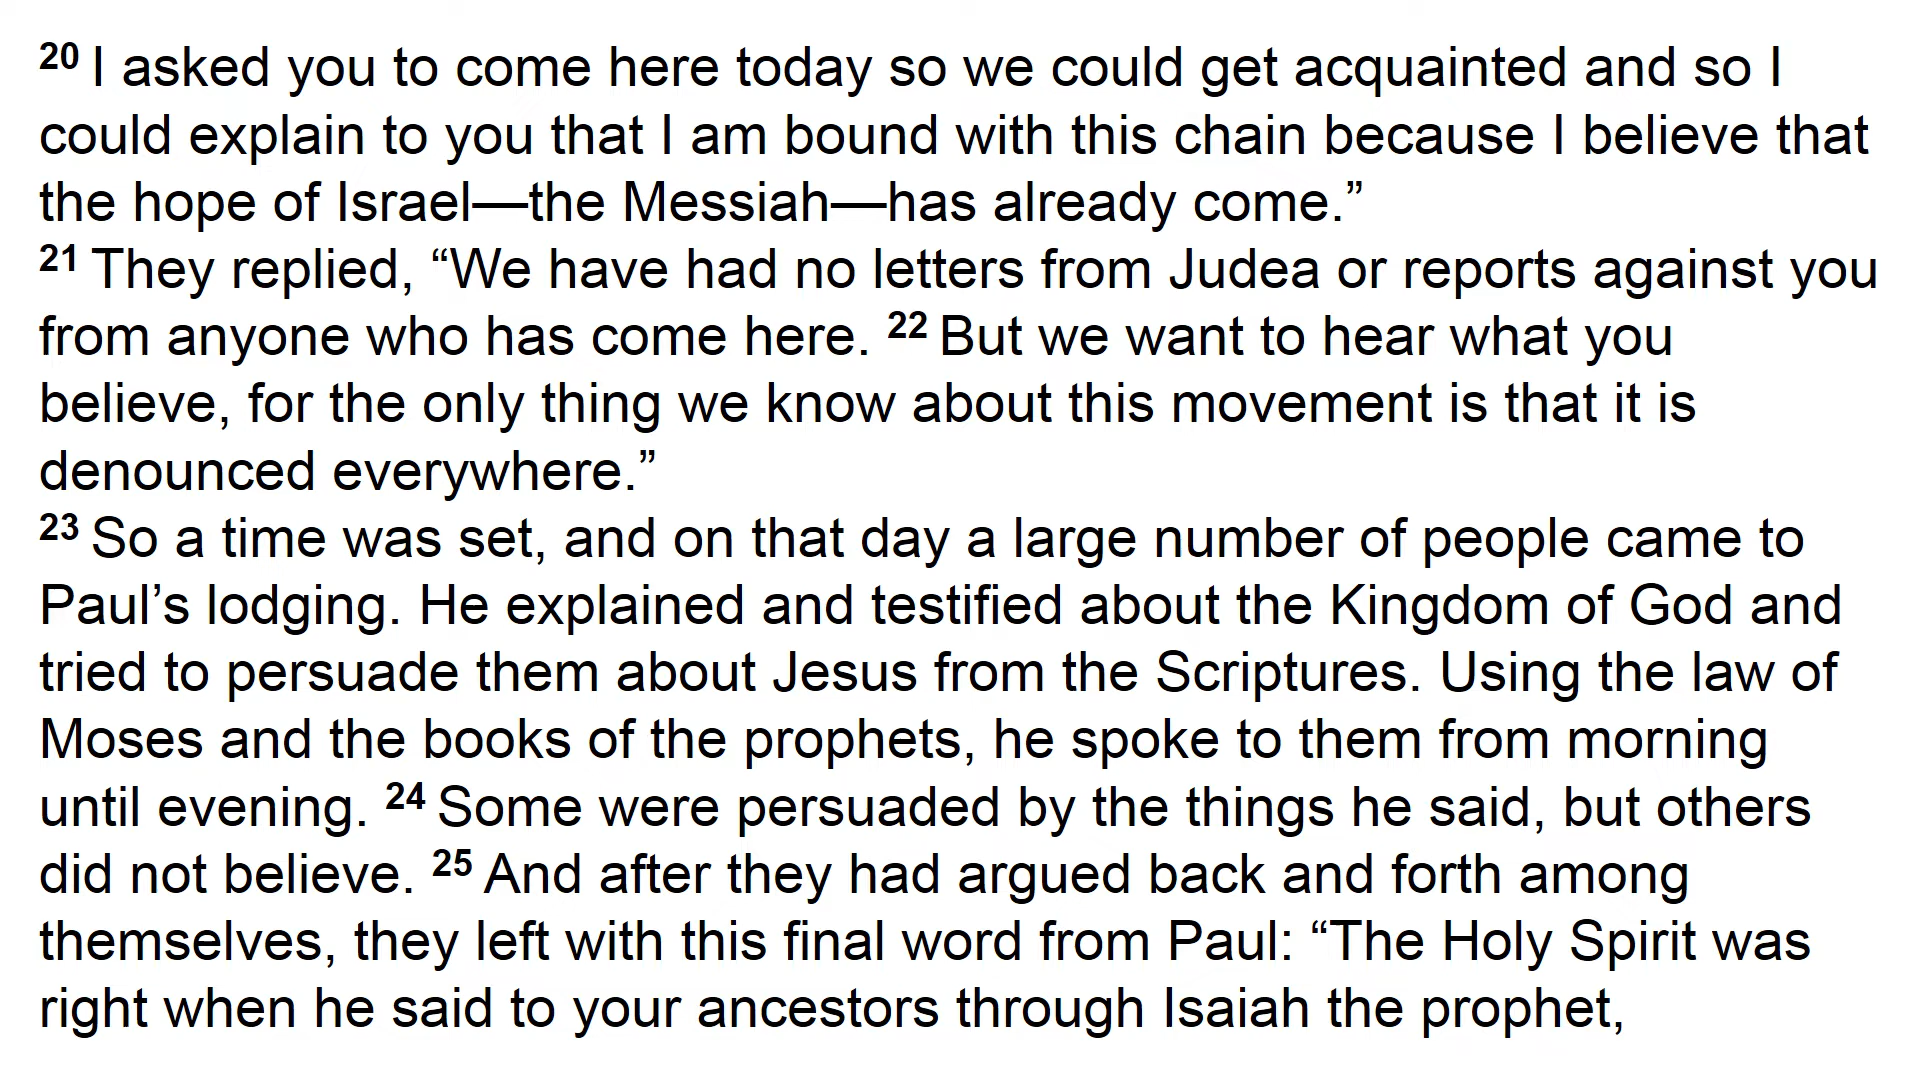 20 I asked you to come here today so we could get acquainted and so I
could explain to you that I am bound with this chain because I believe that
the hope of Israel—the Messiah—has already come.”
21 They replied, “We have had no letters from Judea or reports against you
from anyone who has come here. 22 But we want to hear what you
believe, for the only thing we know about this movement is that it is
denounced everywhere.”
23 So a time was set, and on that day a large number of people came to
Paul’s lodging. He explained and testified about the Kingdom of God and
tried to persuade them about Jesus from the Scriptures. Using the law of
Moses and the books of the prophets, he spoke to them from morning
until evening. 24 Some were persuaded by the things he said, but others
did not believe. 25 And after they had argued back and forth among
themselves, they left with this final word from Paul: “The Holy Spirit was
right when he said to your ancestors through Isaiah the prophet,